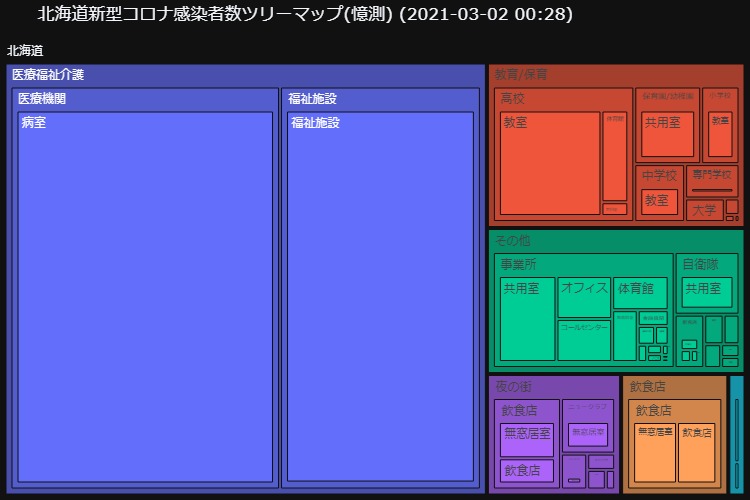 北海道新型コロナ感染者数ツリーマップ(憶測) (2021-03-02 00:28)
北海道
医療福祉介護
医療機関
病室
福祉施設
福祉施設
教育/保育
高校
教室
体育館
保育園/幼稚園
共用室
小学校
教室
中学校
教室
専門学校
大学
その他
事業所
共用室
オフィス
コールセンター
体育館
自衛隊
共用室
夜の街
飲食店
無窓居室
飲食店
ニュークラブ
無窓居室
飲食店
飲食店
無窓居室
飲食店